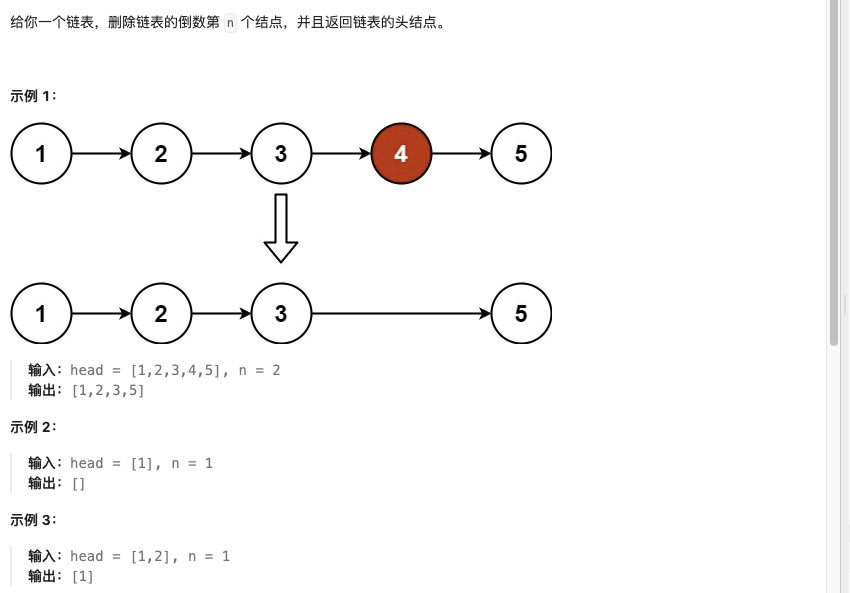 给你一个链表，删除链表的倒数第 n 个结点，并且返回链表的头结点。
示例 1：
1 2 3 4 5
1 2 3 5
输入：head = [1,2,3,4,5], n = 2
输出：[1,2,3,5]
示例 2：
输入：head = [1], n = 1
输出：[]
示例 3：
输入：head = [1,2], n = 1
输出：[1]